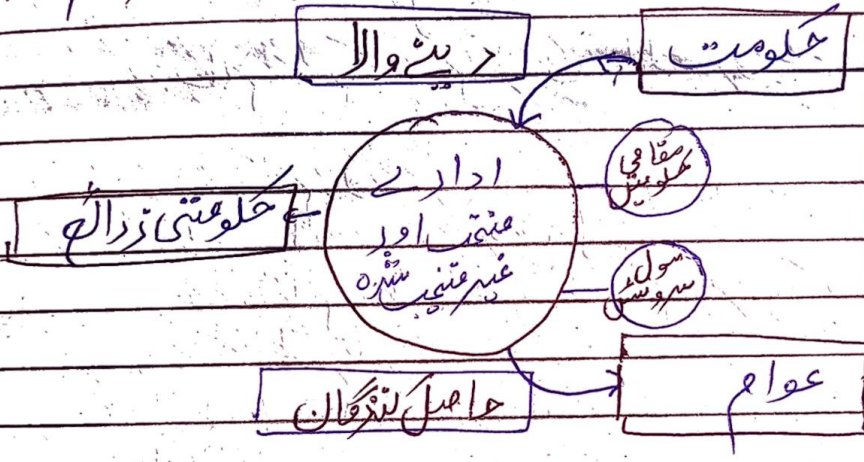 حکومت
دینے والا
مقامی
حکومتیں
ادارے
منتخب اور
غیر منتخب شدہ
حکومتی ذرائع
سول
سروسز
عوام
حاصل کنندگان